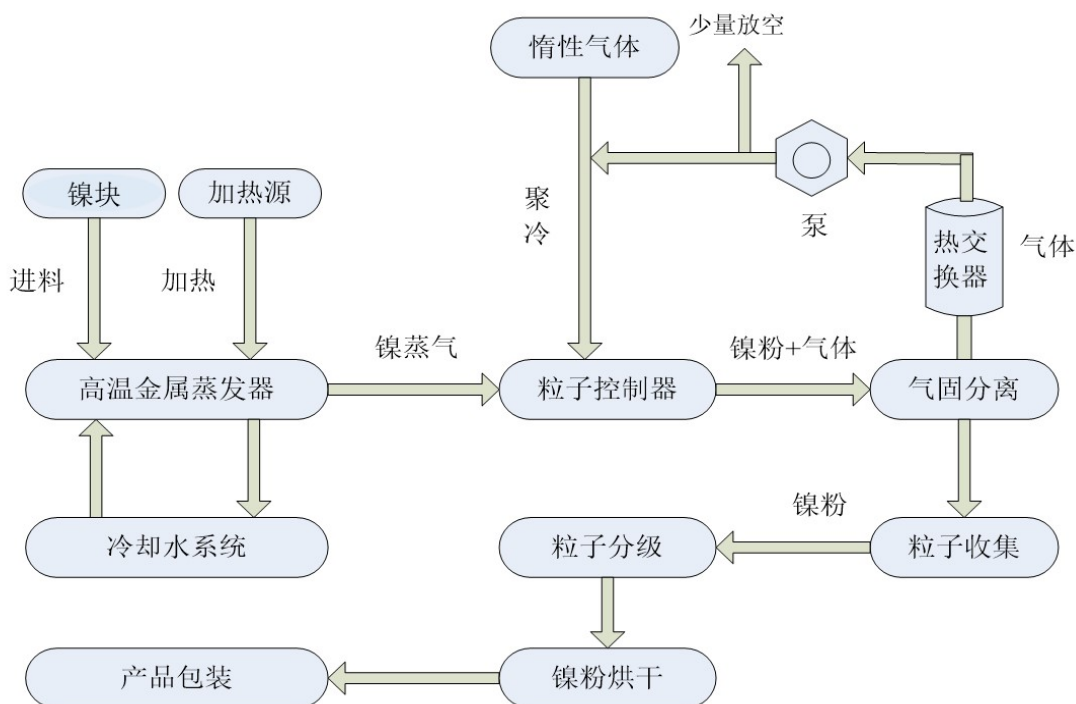 惰性气体
少量放空
镍块
加热源
聚
冷
泵
热交
换器
气体
进料
加热
镍蒸气
镍粉+气体
高温金属蒸发器
粒子控制器
气固分离
镍粉
冷却水系统
粒子分级
粒子收集
产品包装
镍粉烘干